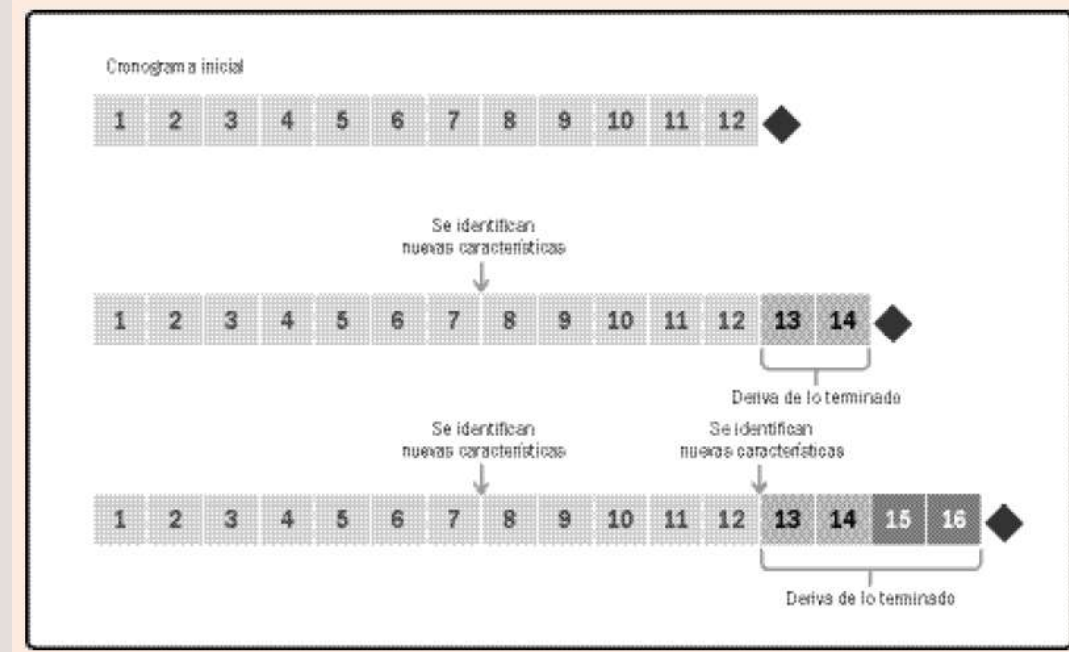 Cronograma inicial
1 2 3 4 5 6 7 8 9 10 11 12
Se identifican
nuevas características
1 2 3 4 5 6 7 8 9 10 11 12 13 14
Deriva de lo terminado
Se identifican
nuevas características
Se identifican
nuevas características
1 2 3 4 5 6 7 8 9 10 11 12 13 14 15 16
Deriva de lo terminado